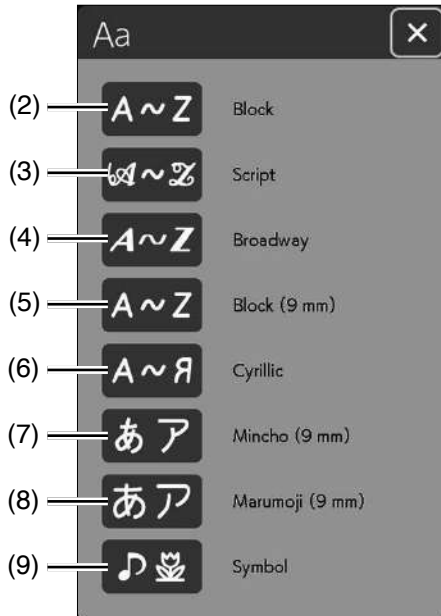 Aa ×
(2) A ~ Z Block
(3) A ~ Z Script
(4) A ~ Z Broadway
(5) A ~ Z Block (9 mm)
(6) A ~ Я Cyrillic
(7) あ ア Mincho (9 mm)
(8) あ ア Marumoji (9 mm)
(9) ♪ Symbol